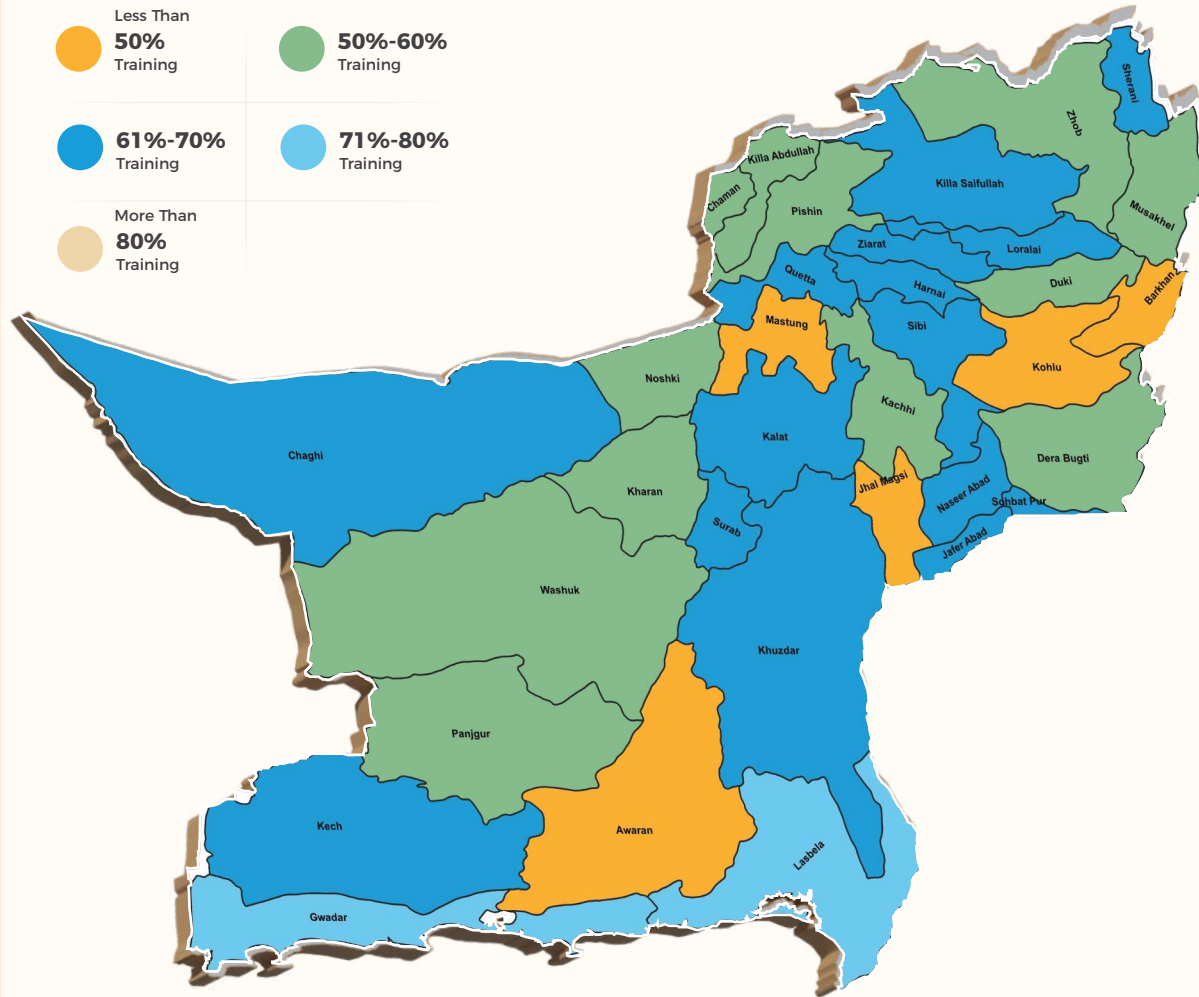 Less Than
50%
Training
50%-60%
Training
61%-70%
Training
71%-80%
Training
More Than
80%
Training
Sherani
Zhob
Killa Abdullah
Chaman
Pishin
Killa Saifullah
Musakhel
Ziarat
Loralai
Quetta
Harnai
Duki
Barkhan
Mastung
Sibi
Kohlu
Noshki
Kachhi
Kalat
Chaghi
Dera Bugti
Kharan
Jhal Magsi
Naseer Abad
Sohbat Pur
Surab
Jafer Abad
Washuk
Khuzdar
Panjgur
Kech
Awaran
Lasbela
Gwadar